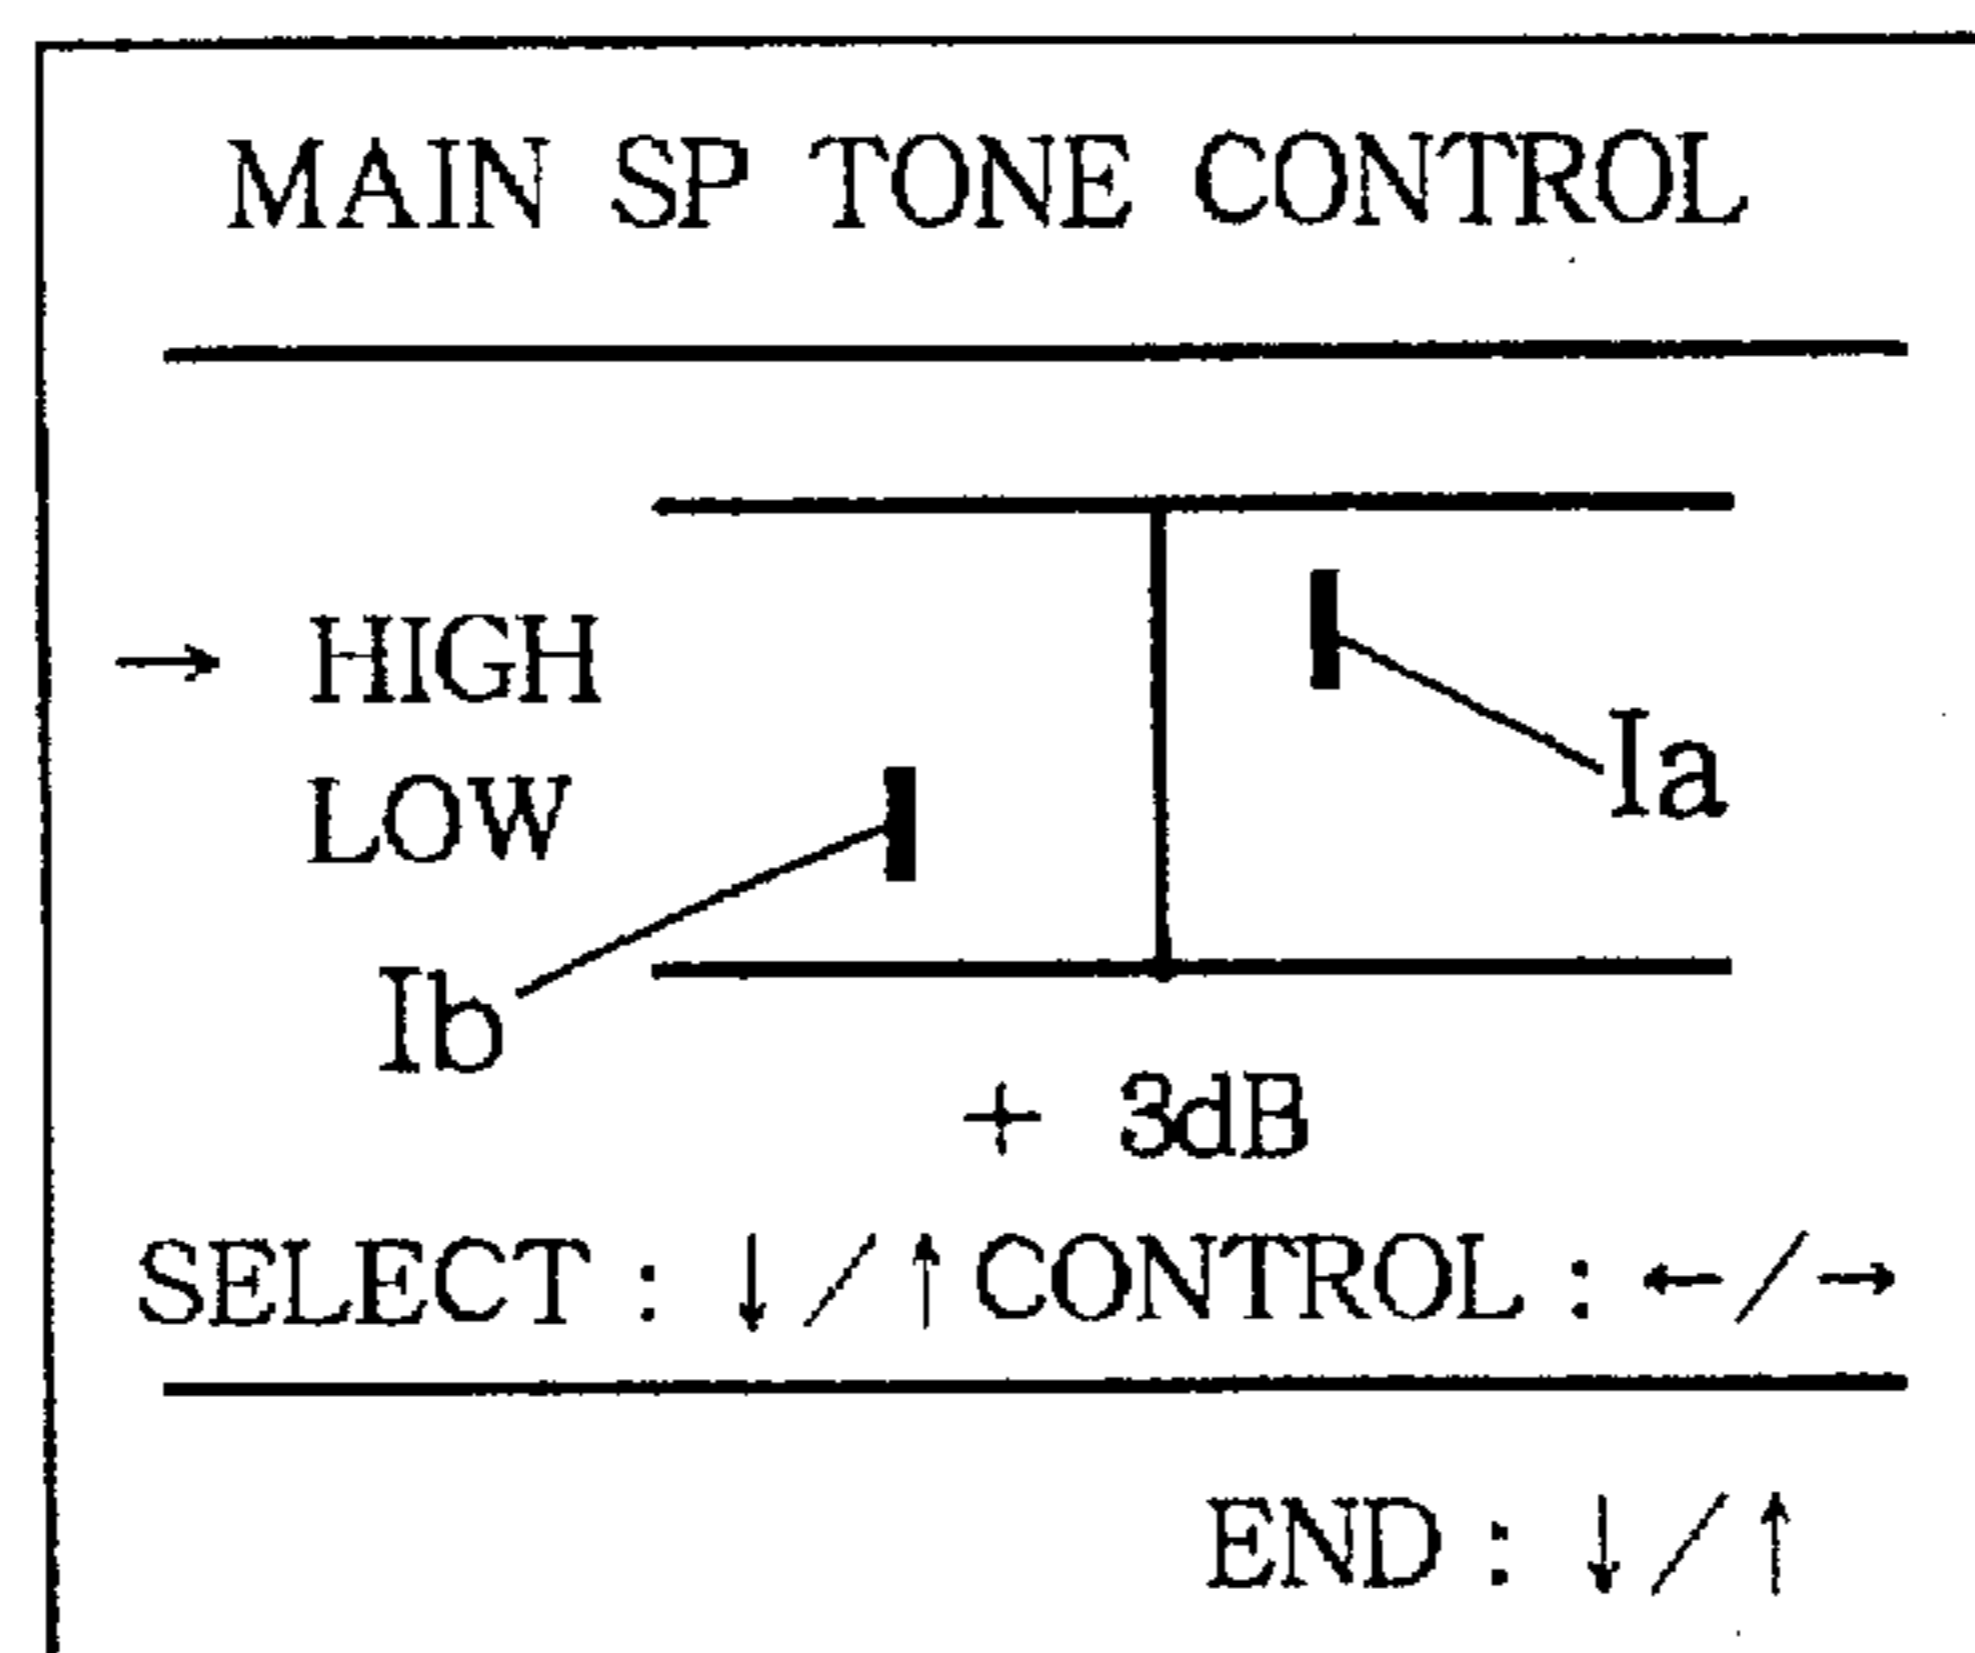 MAIN SP TONE CONTROL
→ HIGH
Ia
LOW
Ib
+ 3dB
SELECT : ↓/↑ CONTROL : ←/→
END : ↓/↑